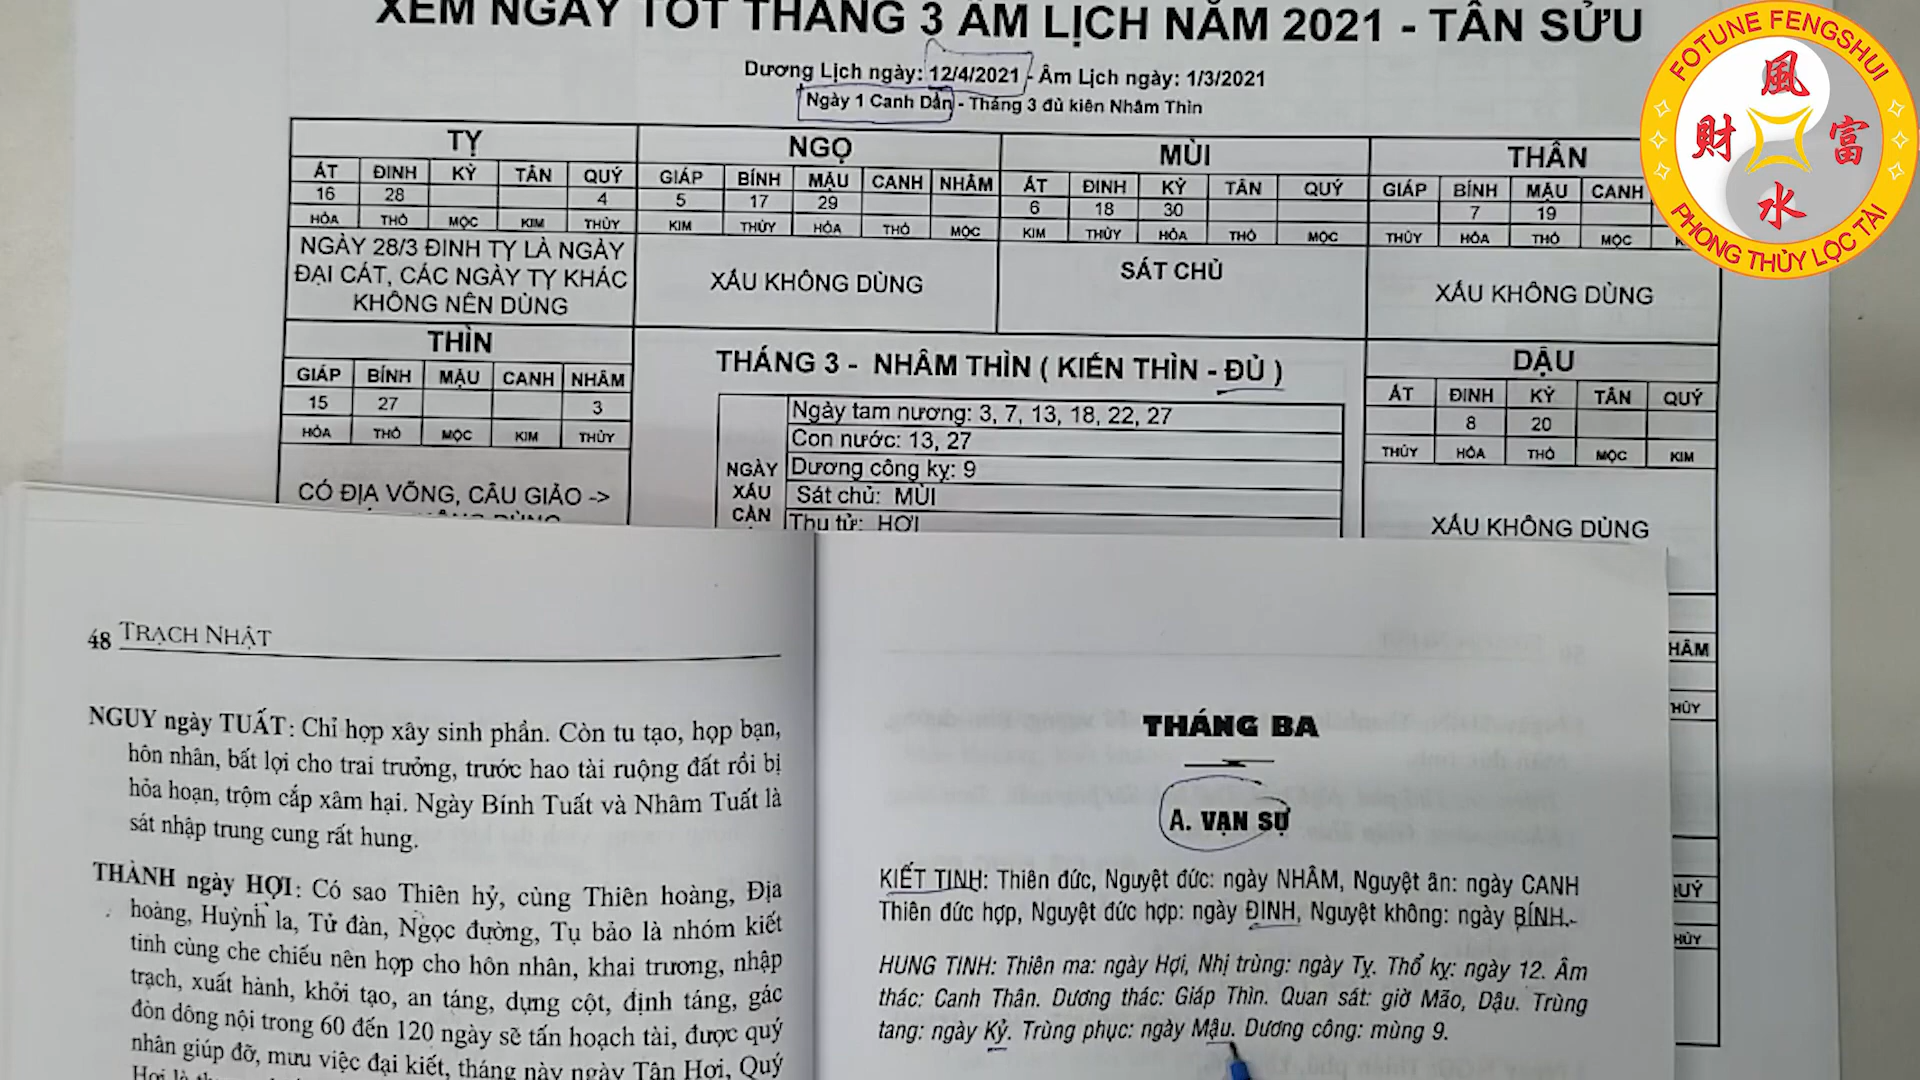 XEM NGÀY TỐT THÁNG 3 ÂM LỊCH NĂM 2021 - TÂN SỬU
Dương Lịch ngày: 12/4/2021 - Âm Lịch ngày: 1/3/2021
Ngày 1 Canh Dần - Tháng 3 đủ kiên Nhâm Thìn
FOTUNE FENGSHUI
風
財 富
水
PHONG THỦY LỘC TÀI
TỴ NGỌ MÙI THÂN
ẤT ĐINH KỶ TÂN QUÝ GIÁP BÍNH MẬU CANH NHÂM ẤT ĐINH KỶ TÂN QUÝ GIÁP BÍNH MẬU CANH
16 28 4 5 17 29 6 18 30 7 19
HỎA THỔ MỘC KIM THỦY KIM THỦY HỎA THỔ MỘC KIM THỦY HỎA THỔ MỘC THỦY HỎA THỔ MỘC
NGÀY 28/3 ĐINH TỴ LÀ NGÀY
ĐẠI CÁT, CÁC NGÀY TỴ KHÁC
KHÔNG NÊN DÙNG
XẤU KHÔNG DÙNG
SÁT CHỦ
XẤU KHÔNG DÙNG
THÌN
GIÁP BÍNH MẬU CANH NHÂM
15 27 3
HỎA THỔ MỘC KIM THỦY
CÓ ĐỊA VÕNG, CÂU GIẢO ->
THÁNG 3 - NHÂM THÌN ( KIẾN THÌN - ĐỦ )
NGÀY
XẤU
CẦN
Ngày tam nương: 3, 7, 13, 18, 22, 27
Con nước: 13, 27
Dương công kỵ: 9
Sát chủ: MÙI
Thụ tử: HỢI
DẬU
ẤT ĐINH KỶ TÂN QUÝ
8 20
THỦY HỎA THỔ MỘC KIM
XẤU KHÔNG DÙNG
HÂM
HỦY
UÝ
HỦY
48 TRẠCH NHẬT
NGUY ngày TUẤT: Chỉ hợp xây sinh phần. Còn tu tạo, họp bạn,
hôn nhân, bất lợi cho trai trưởng, trước hao tài ruộng đất rồi bị
hỏa hoạn, trộm cắp xâm hại. Ngày Bính Tuất và Nhâm Tuất là
sát nhập trung cung rất hung.
THÀNH ngày HỢI: Có sao Thiên hỷ, cùng Thiên hoàng, Địa
hoàng, Huỳnh la, Tử đàn, Ngọc đường, Tụ bảo là nhóm kiết
tinh cùng che chiếu nên hợp cho hôn nhân, khai trương, nhập
trạch, xuất hành, khởi tạo, an táng, dựng cột, định táng, gác
đòn dông nội trong 60 đến 120 ngày sẽ tấn hoạch tài, được quý
nhân giúp đỡ, mưu việc đại kiết, tháng này ngày Tân Hợi, Quý
Hợi là
THÁNG BA
A. VẠN SỰ
KIẾT TINH: Thiên đức, Nguyệt đức: ngày NHÂM, Nguyệt ân: ngày CANH
Thiên đức hợp, Nguyệt đức hợp: ngày ĐINH, Nguyệt không: ngày BÍNH.
HUNG TINH: Thiên ma: ngày Hợi, Nhị trùng: ngày Tỵ. Thổ kỵ: ngày 12. Âm
thác: Canh Thân. Dương thác: Giáp Thìn. Quan sát: giờ Mão, Dậu. Trùng
tang: ngày Kỷ. Trùng phục: ngày Mậu. Dương công: mùng 9.